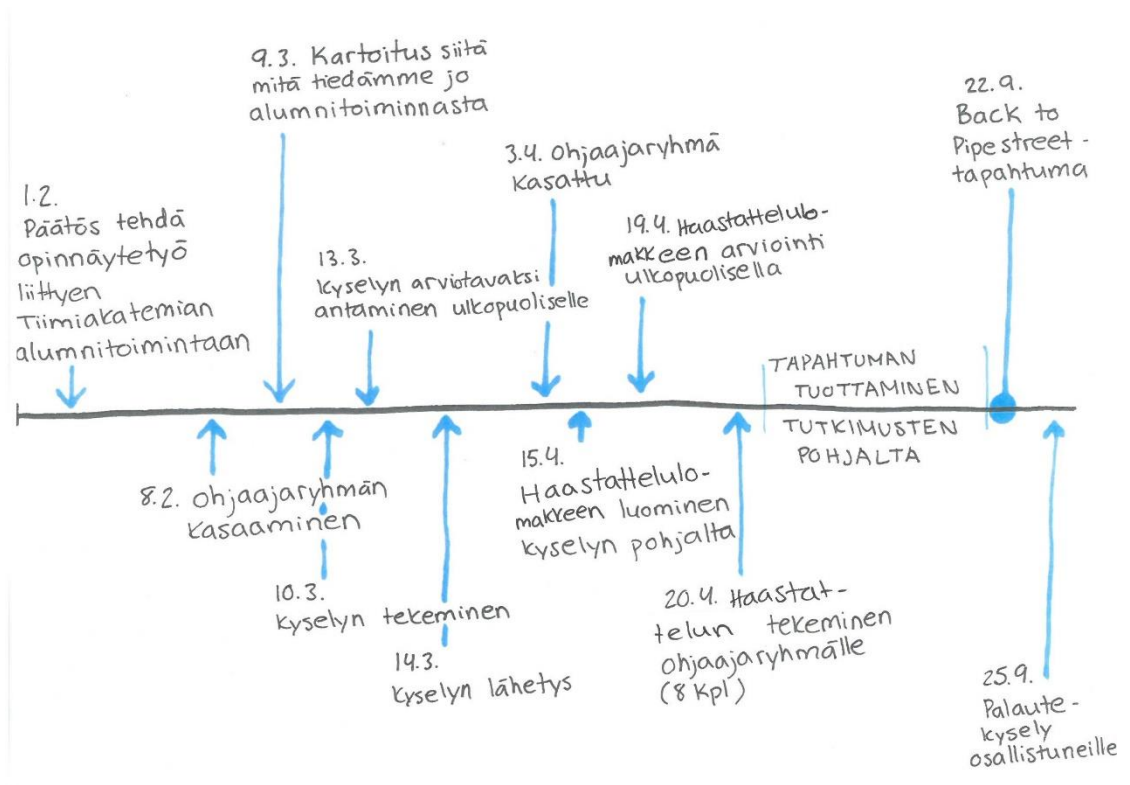 1.2.
Päätös tehdä
opinnäytetyö
liittyen
Tiimiakatemian
alumnitoimintaan
9.3. Kartoitus siitä
mitä tiedämme jo
alumnitoiminnasta
13.3.
Kyselyn arviotavaksi
antaminen ulkopuoliselle
3.4. Ohjaajaryhmä
kasattu
19.4. Haastattelulo-
makkeen arviointi
ulkopuolisella
22.9.
Back to
Pipestreet-
tapahtuma
TAPAHTUMAN
TUOTTAMINEN
TUTKIMUSTEN
POHJALTA
8.2. Ohjaajaryhmän
kasaaminen
10.3.
Kyselyn tekeminen
14.3.
Kyselyn lähetys
15.4.
Haastattelulo-
makkeen luominen
kyselyn pohjalta
20.4. Haastat-
telun tekeminen
ohjaajaryhmälle
(8 kpl)
25.9.
Palaute-
kysely
osallistuneille